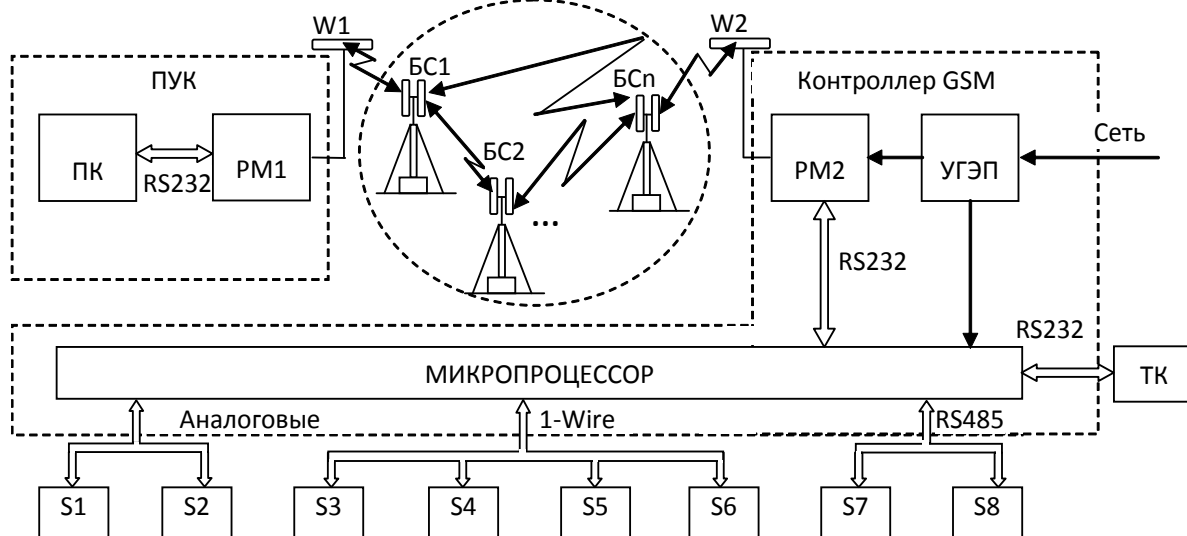 W1
W2
ПУК
БС1
БСn
Контроллер GSM
Сеть
ПК
RS232
РМ1
БС2
...
РМ2
УГЭП
RS232
RS232
МИКРОПРОЦЕССОР
ТК
Аналоговые
1-Wire
RS485
S1
S2
S3
S4
S5
S6
S7
S8